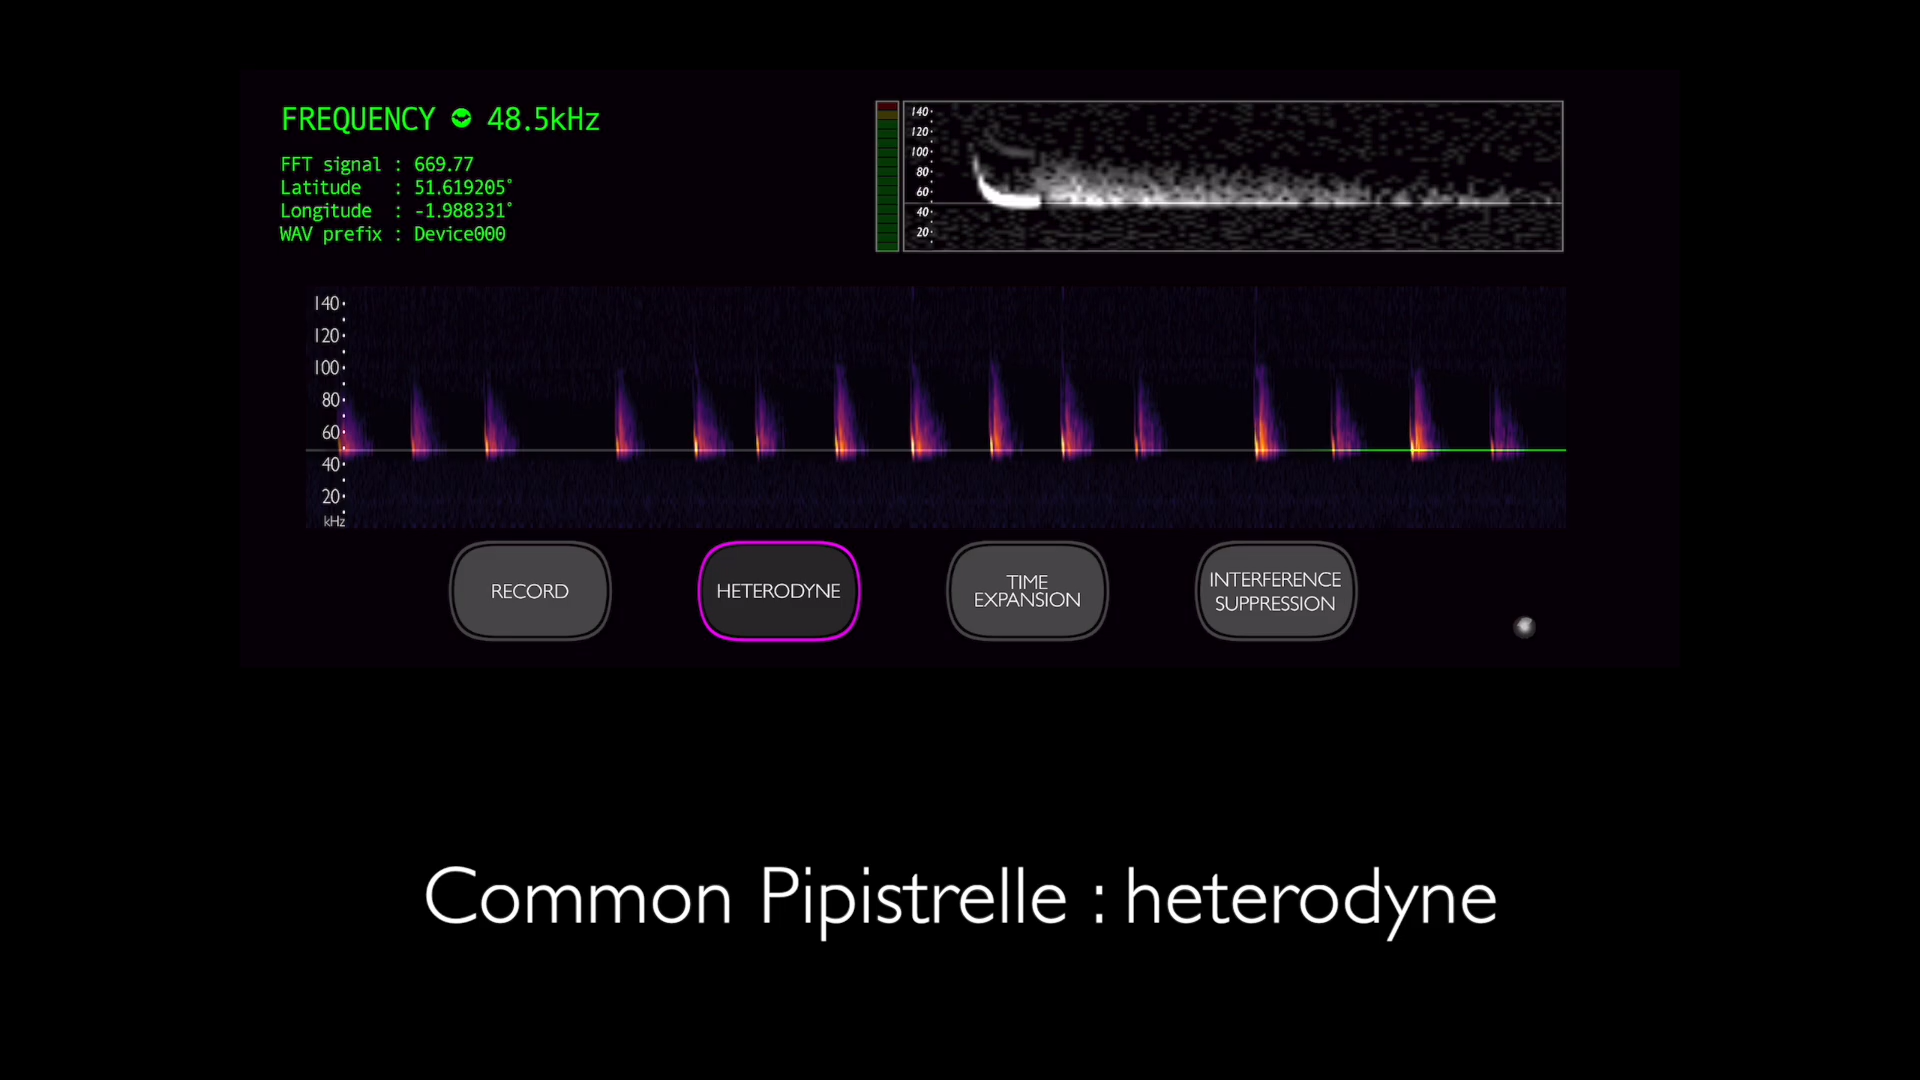 FREQUENCY 48.5kHz
FFT signal : 669.77
Latitude : 51.619205°
Longitude : -1.988331°
WAV prefix : Device000
140
120
100
80
60
40
20
140
120
100
80
60
40
20
kHz
RECORD
HETERODYNE
TIME
EXPANSION
INTERFERENCE
SUPPRESSION
Common Pipistrelle : heterodyne